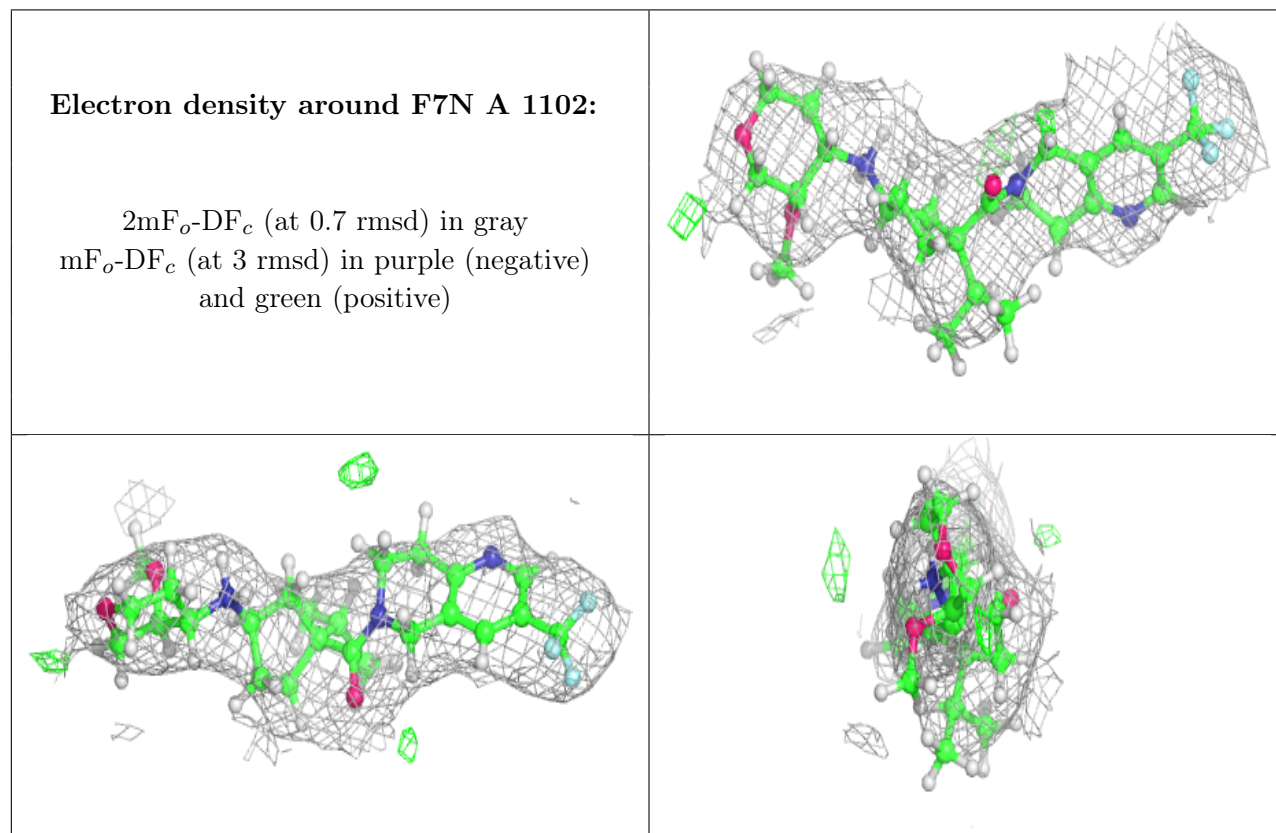 Electron density around F7N A 1102:
2mFo-DFc (at 0.7 rmsd) in gray
mFo-DFc (at 3 rmsd) in purple (negative)
and green (positive)